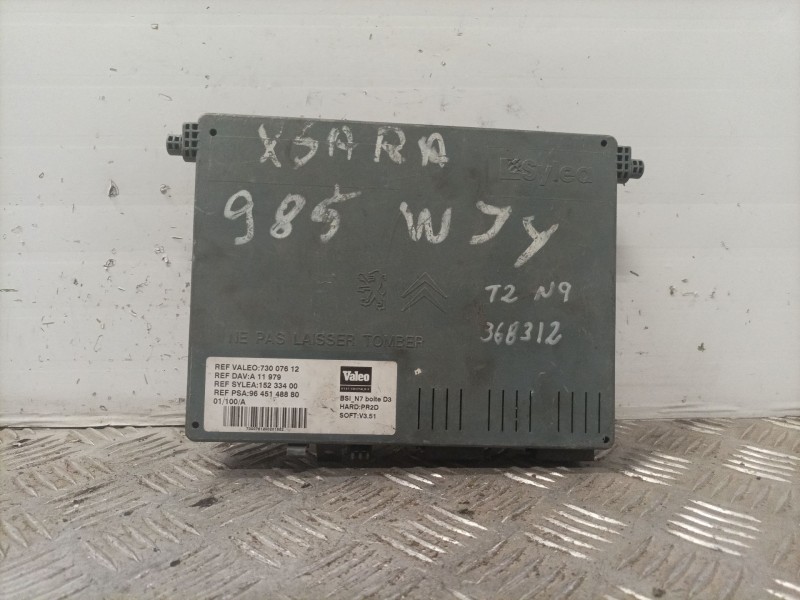 XSARA
sylea
985 WJY
T2 N9
368312
NE PAS LAISSER TOMBER
REF VALEO:730 076 12
REF DAV:A 11 979
REF SYLEA:152 334 00
REF PSA:96 451 488 80
01/100/A
Valeo
BSI_N7 boite D3
HARD:PR2D
SOFT:V3.51